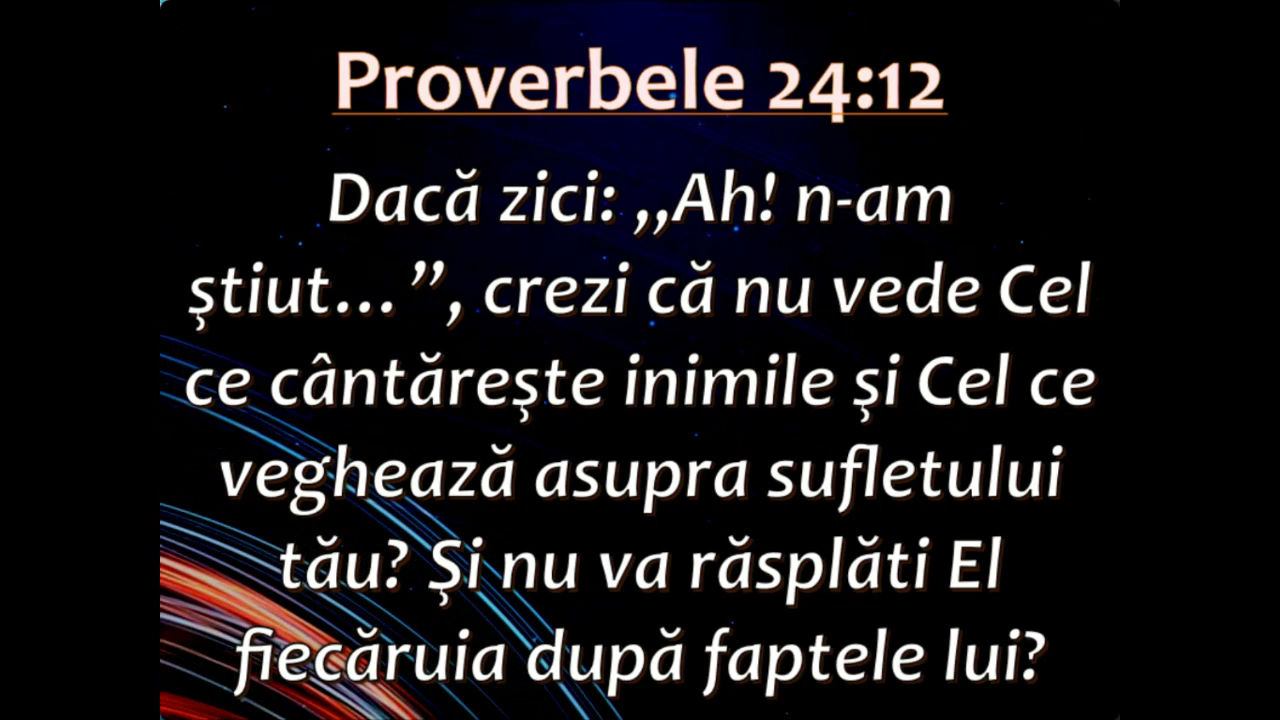 Proverbele 24:12
Dacă zici: ,,Ah! n-am
ştiut...”, crezi că nu vede Cel
ce cântăreşte inimile şi Cel ce
veghează asupra sufletului
tău? Şi nu va răsplăti El
fiecăruia după faptele lui?